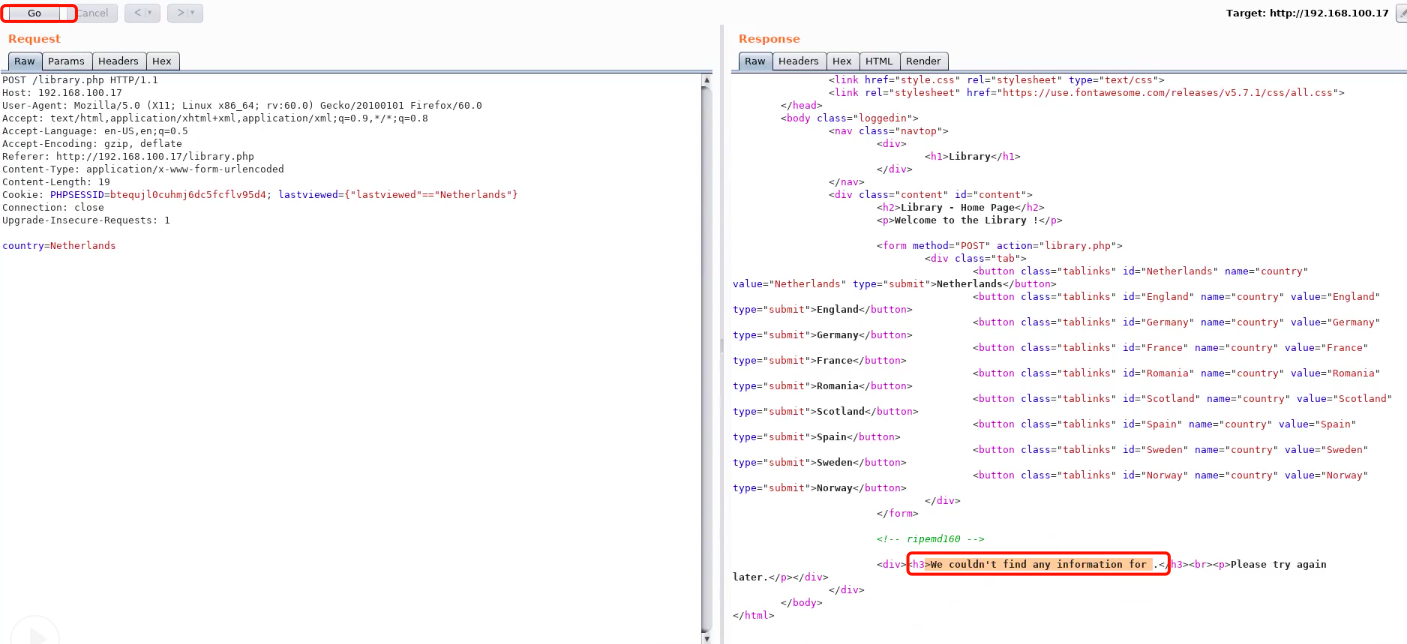 Go Cancel < > Target: http://192.168.100.17
Request
Raw Params Headers Hex
POST /library.php HTTP/1.1
Host: 192.168.100.17
User-Agent: Mozilla/5.0 (X11; Linux x86_64; rv:60.0) Gecko/20100101 Firefox/60.0
Accept: text/html,application/xhtml+xml,application/xml;q=0.9,*/*;q=0.8
Accept-Language: en-US,en;q=0.5
Accept-Encoding: gzip, deflate
Referer: http://192.168.100.17/library.php
Content-Type: application/x-www-form-urlencoded
Content-Length: 19
Cookie: PHPSESSID=btequjl0cuhmj6dc5fcflv95d4; lastviewed={"lastviewed"=="Netherlands"}
Connection: close
Upgrade-Insecure-Requests: 1
country=Netherlands
Response
Raw Headers Hex HTML Render
<link href="style.css" rel="stylesheet" type="text/css">
<link rel="stylesheet" href="https://use.fontawesome.com/releases/v5.7.1/css/all.css">
</head>
<body class="loggedin">
<nav class="navtop">
<div>
<h1>Library</h1>
</div>
</nav>
<div class="content" id="content">
<h2>Library - Home Page</h2>
<p>Welcome to the Library !</p>
<form method="POST" action="library.php">
<div class="tab">
<button class="tablinks" id="Netherlands" name="country"
value="Netherlands" type="submit">Netherlands</button>
<button class="tablinks" id="England" name="country" value="England"
type="submit">England</button>
<button class="tablinks" id="Germany" name="country" value="Germany"
type="submit">Germany</button>
<button class="tablinks" id="France" name="country" value="France"
type="submit">France</button>
<button class="tablinks" id="Romania" name="country" value="Romania"
type="submit">Romania</button>
<button class="tablinks" id="Scotland" name="country" value="Scotland"
type="submit">Scotland</button>
<button class="tablinks" id="Spain" name="country" value="Spain"
type="submit">Spain</button>
<button class="tablinks" id="Sweden" name="country" value="Sweden"
type="submit">Sweden</button>
<button class="tablinks" id="Norway" name="country" value="Norway"
type="submit">Norway</button>
</div>
</form>
<!-- ripemd160 -->
<div><h3>We couldn't find any information for .</h3><br><p>Please try again
later.</p></div>
</div>
</body>
</html>